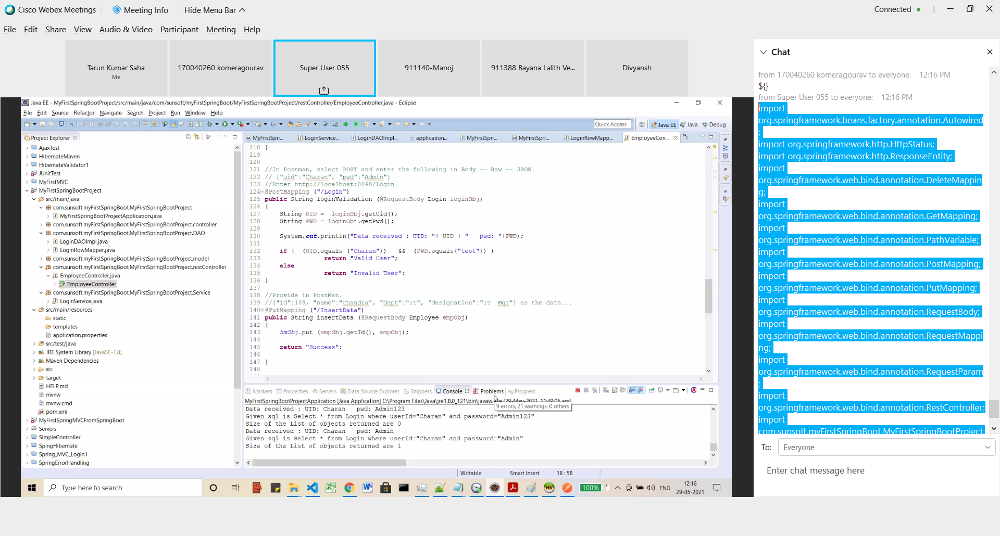 Cisco Webex Meetings
Meeting Info
Hide Menu Bar
Connected
File Edit Share View Audio & Video Participant Meeting Help
Tarun Kumar Saha
Me
170040260 komeragourav
Super User 055
911140-Manoj
911388 Bayana Lalith Ve...
Divyansh
Java EE - MyFirstSpringBootProject/src/main/java/com/sunsoft/myFirstSpringBoot/MyFirstSpringBootProject/restController/EmployeeController.java - Eclipse
File Edit Source Refactor Navigate Search Project Run Window Help
Quick Access
Java EE
Java
Debug
Project Explorer
AjaxTest
HibernateMaven
HibernateValidator1
JUnitTest
MyFirstMVC
MyFirstSpringBootProject
src/main/java
com.sunsoft.myFirstSpringBoot.MyFirstSpringBootProject
MyFirstSpringBootProjectApplication.java
com.sunsoft.myFirstSpringBoot.MyFirstSpringBootProject.controller
com.sunsoft.myFirstSpringBoot.MyFirstSpringBootProject.DAO
LoginDAOImpl.java
LoginRowMapper.java
com.sunsoft.myFirstSpringBoot.MyFirstSpringBootProject.model
com.sunsoft.myFirstSpringBoot.MyFirstSpringBootProject.restController
EmployeeController.java
EmployeeController
com.sunsoft.myFirstSpringBoot.MyFirstSpringBootProject.Service
LoginService.java
src/main/resources
static
templates
application.properties
src/test/java
JRE System Library [JavaSE-1.8]
Maven Dependencies
src
target
HELP.md
mvnw
mvnw.cmd
pom.xml
MyFirstSpringMVCFromSpringBoot
Servers
SimpleController
SpingHibernate
Spring_MVC_Login1
SpringErrorHandling
MyFirstSpri...
LoginService...
LoginDAOImpl...
application...
MyFirstSpri...
MyFirstSpri...
LoginRowMapp...
EmployeeCon...
118 }
119
120
121 //In Postman, select POST and enter the following in Body -- Raw -- JSON.
122 // {"uid":"Charan", "pwd":"Admin"}
123 //Enter http://localhost:8090/Login
124 @PostMapping ("/Login")
125 public String loginValidation (@RequestBody Login loginObj)
126 {
127 String UID = loginObj.getUid();
128 String PWD = loginObj.getPwd();
129
130 System.out.println("Data received : UID: "+ UID + " pwd: "+PWD);
131
132 if ( (UID.equals ("Charan")) && (PWD.equals("test")) )
133 return "Valid User";
134 else
135 return "Invalid User";
136 }
137
138 //Provide in PostMan.
139 //{"id":109, "name":"Chandra", "dept":"IT", "designation":"IT Mgr"} as the data...
140 @PutMapping ("/InsertData")
141 public String insertData (@RequestBody Employee empObj)
142 {
143 hmObj.put (empObj.getId(), empObj);
144
145 return "Success";
146
147 }
148
Markers Properties Servers Data Source Explorer Snippets Console Problems Progress
MyFirstSpringBootProjectApplication [Java Application] C:\Program Files\Java\jre1.8.0_121\bin\javaw.exe (29-May-2021, 11:49:06 am)
9 errors, 21 warnings, 0 others
Data received : UID: Charan pwd: Admin123
Given sql is Select * from Login where userId="Charan" and password="Admin123"
Size of the List of objects returned are 0
Data received : UID: Charan pwd: Admin
Given sql is Select * from Login where userId="Charan" and password="Admin"
Size of the List of objects returned are 1
Writable
Smart Insert
18 : 58
Type here to search
100%
ENG
12:16
29-05-2021
Chat
from 170040260 komeragourav to everyone: 12:16 PM
${}
from Super User 055 to everyone: 12:16 PM
import
org.springframework.beans.factory.annotation.Autowired
;
import org.springframework.http.HttpStatus;
import org.springframework.http.ResponseEntity;
import
org.springframework.web.bind.annotation.DeleteMappin
g;
import
org.springframework.web.bind.annotation.GetMapping;
import
org.springframework.web.bind.annotation.PathVariable;
import
org.springframework.web.bind.annotation.PostMapping;
import
org.springframework.web.bind.annotation.PutMapping;
import
org.springframework.web.bind.annotation.RequestBody;
import
org.springframework.web.bind.annotation.RequestMappi
ng;
import
org.springframework.web.bind.annotation.RequestParam
;
import
org.springframework.web.bind.annotation.RestController;
import
com.sunsoft.myFirstSpringBoot.MyFirstSpringBootProject.
To: Everyone
Enter chat message here